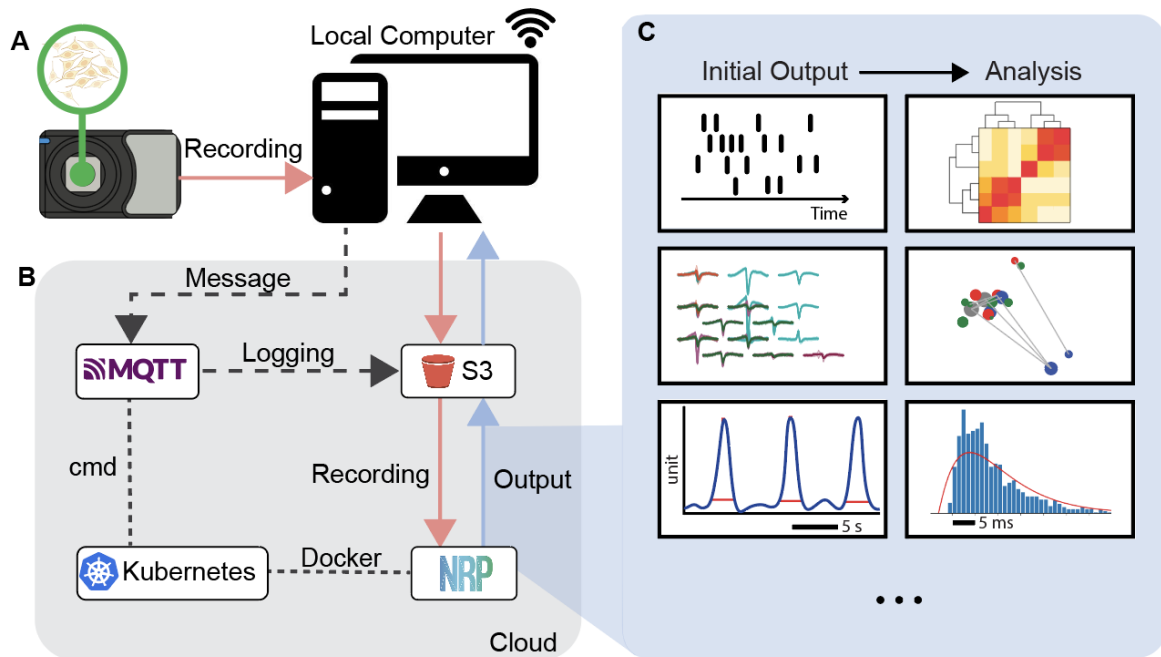 A
Local Computer
Recording
B
Message
MQTT
Logging
S3
cmd
Recording
Output
Kubernetes
Docker
NRP
Cloud
C
Initial Output
Analysis
Time
unit
5 s
5 ms
...